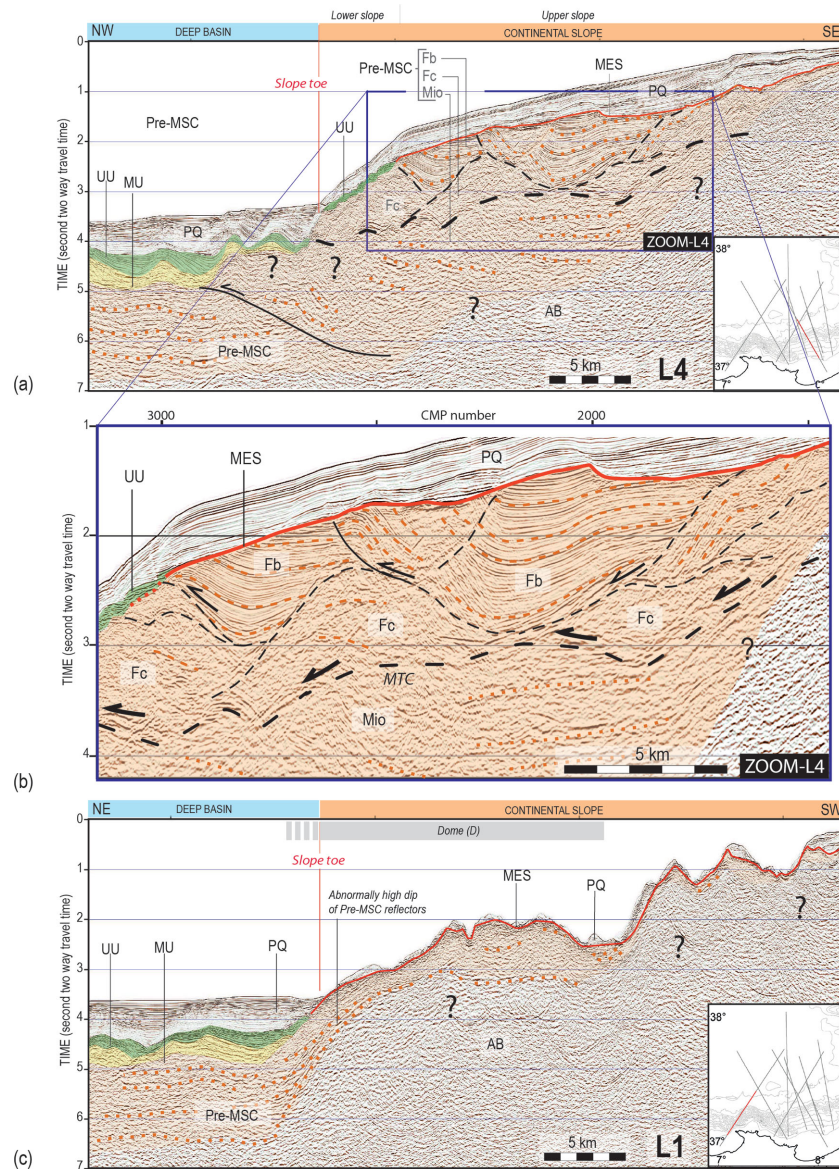 Lower slope Upper slope
NW DEEP BASIN CONTINENTAL SLOPE SE
0
1
2
3
4
5
6
7
TIME (second two way travel time)
Pre-MSC
Fb
Fc
Mio
MES
PQ
Slope toe
Pre-MSC
UU
UU
MU
PQ
Fc
?
?
?
?
ZOOM-L4
AB
Pre-MSC
5 km
L4
38°
37°
7°
(a)
3000 CMP number 2000
1
2
3
4
TIME (second two way travel time)
UU
MES
PQ
Fb
Fb
Fc
Fc
Fc
MTC
Mio
?
5 km
ZOOM-L4
(b)
NE DEEP BASIN CONTINENTAL SLOPE SW
0
1
2
3
4
5
6
7
TIME (second two way travel time)
Dome (D)
Slope toe
Abnormally high dip
of Pre-MSC reflectors
MES
PQ
UU
MU
PQ
?
?
?
AB
Pre-MSC
5 km
L1
38°
37°
7°
8°
(c)